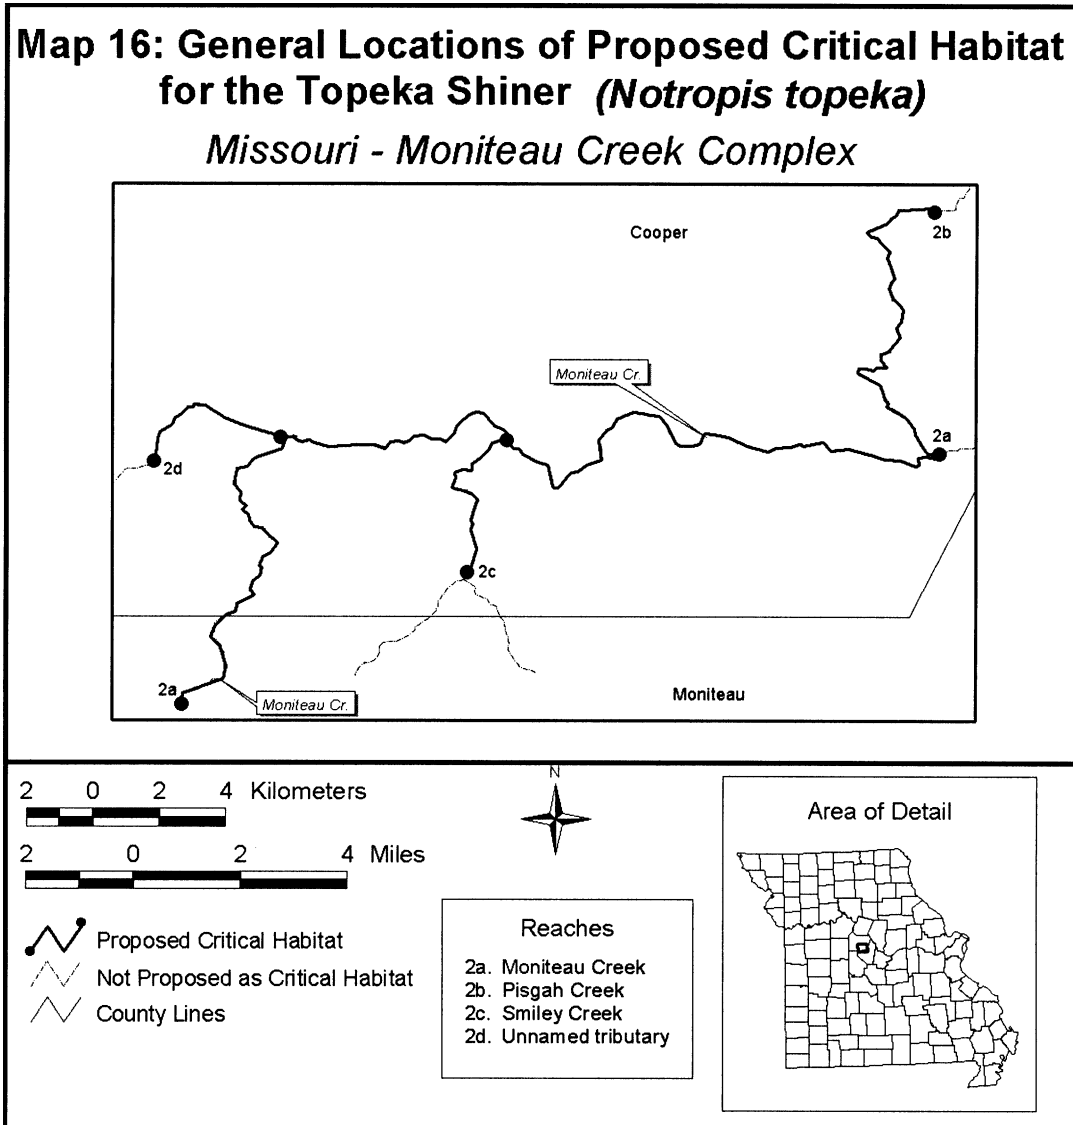 Map 16: General Locations of Proposed Critical Habitat
for the Topeka Shiner (Notropis topeka)
Missouri - Moniteau Creek Complex
Cooper
2b
Moniteau Cr.
2a
2d
2c
2a
Moniteau Cr.
Moniteau
2 0 2 4 Kilometers
2 0 2 4 Miles
Proposed Critical Habitat
Not Proposed as Critical Habitat
County Lines
N
Reaches
2a. Moniteau Creek
2b. Pisgah Creek
2c. Smiley Creek
2d. Unnamed tributary
Area of Detail